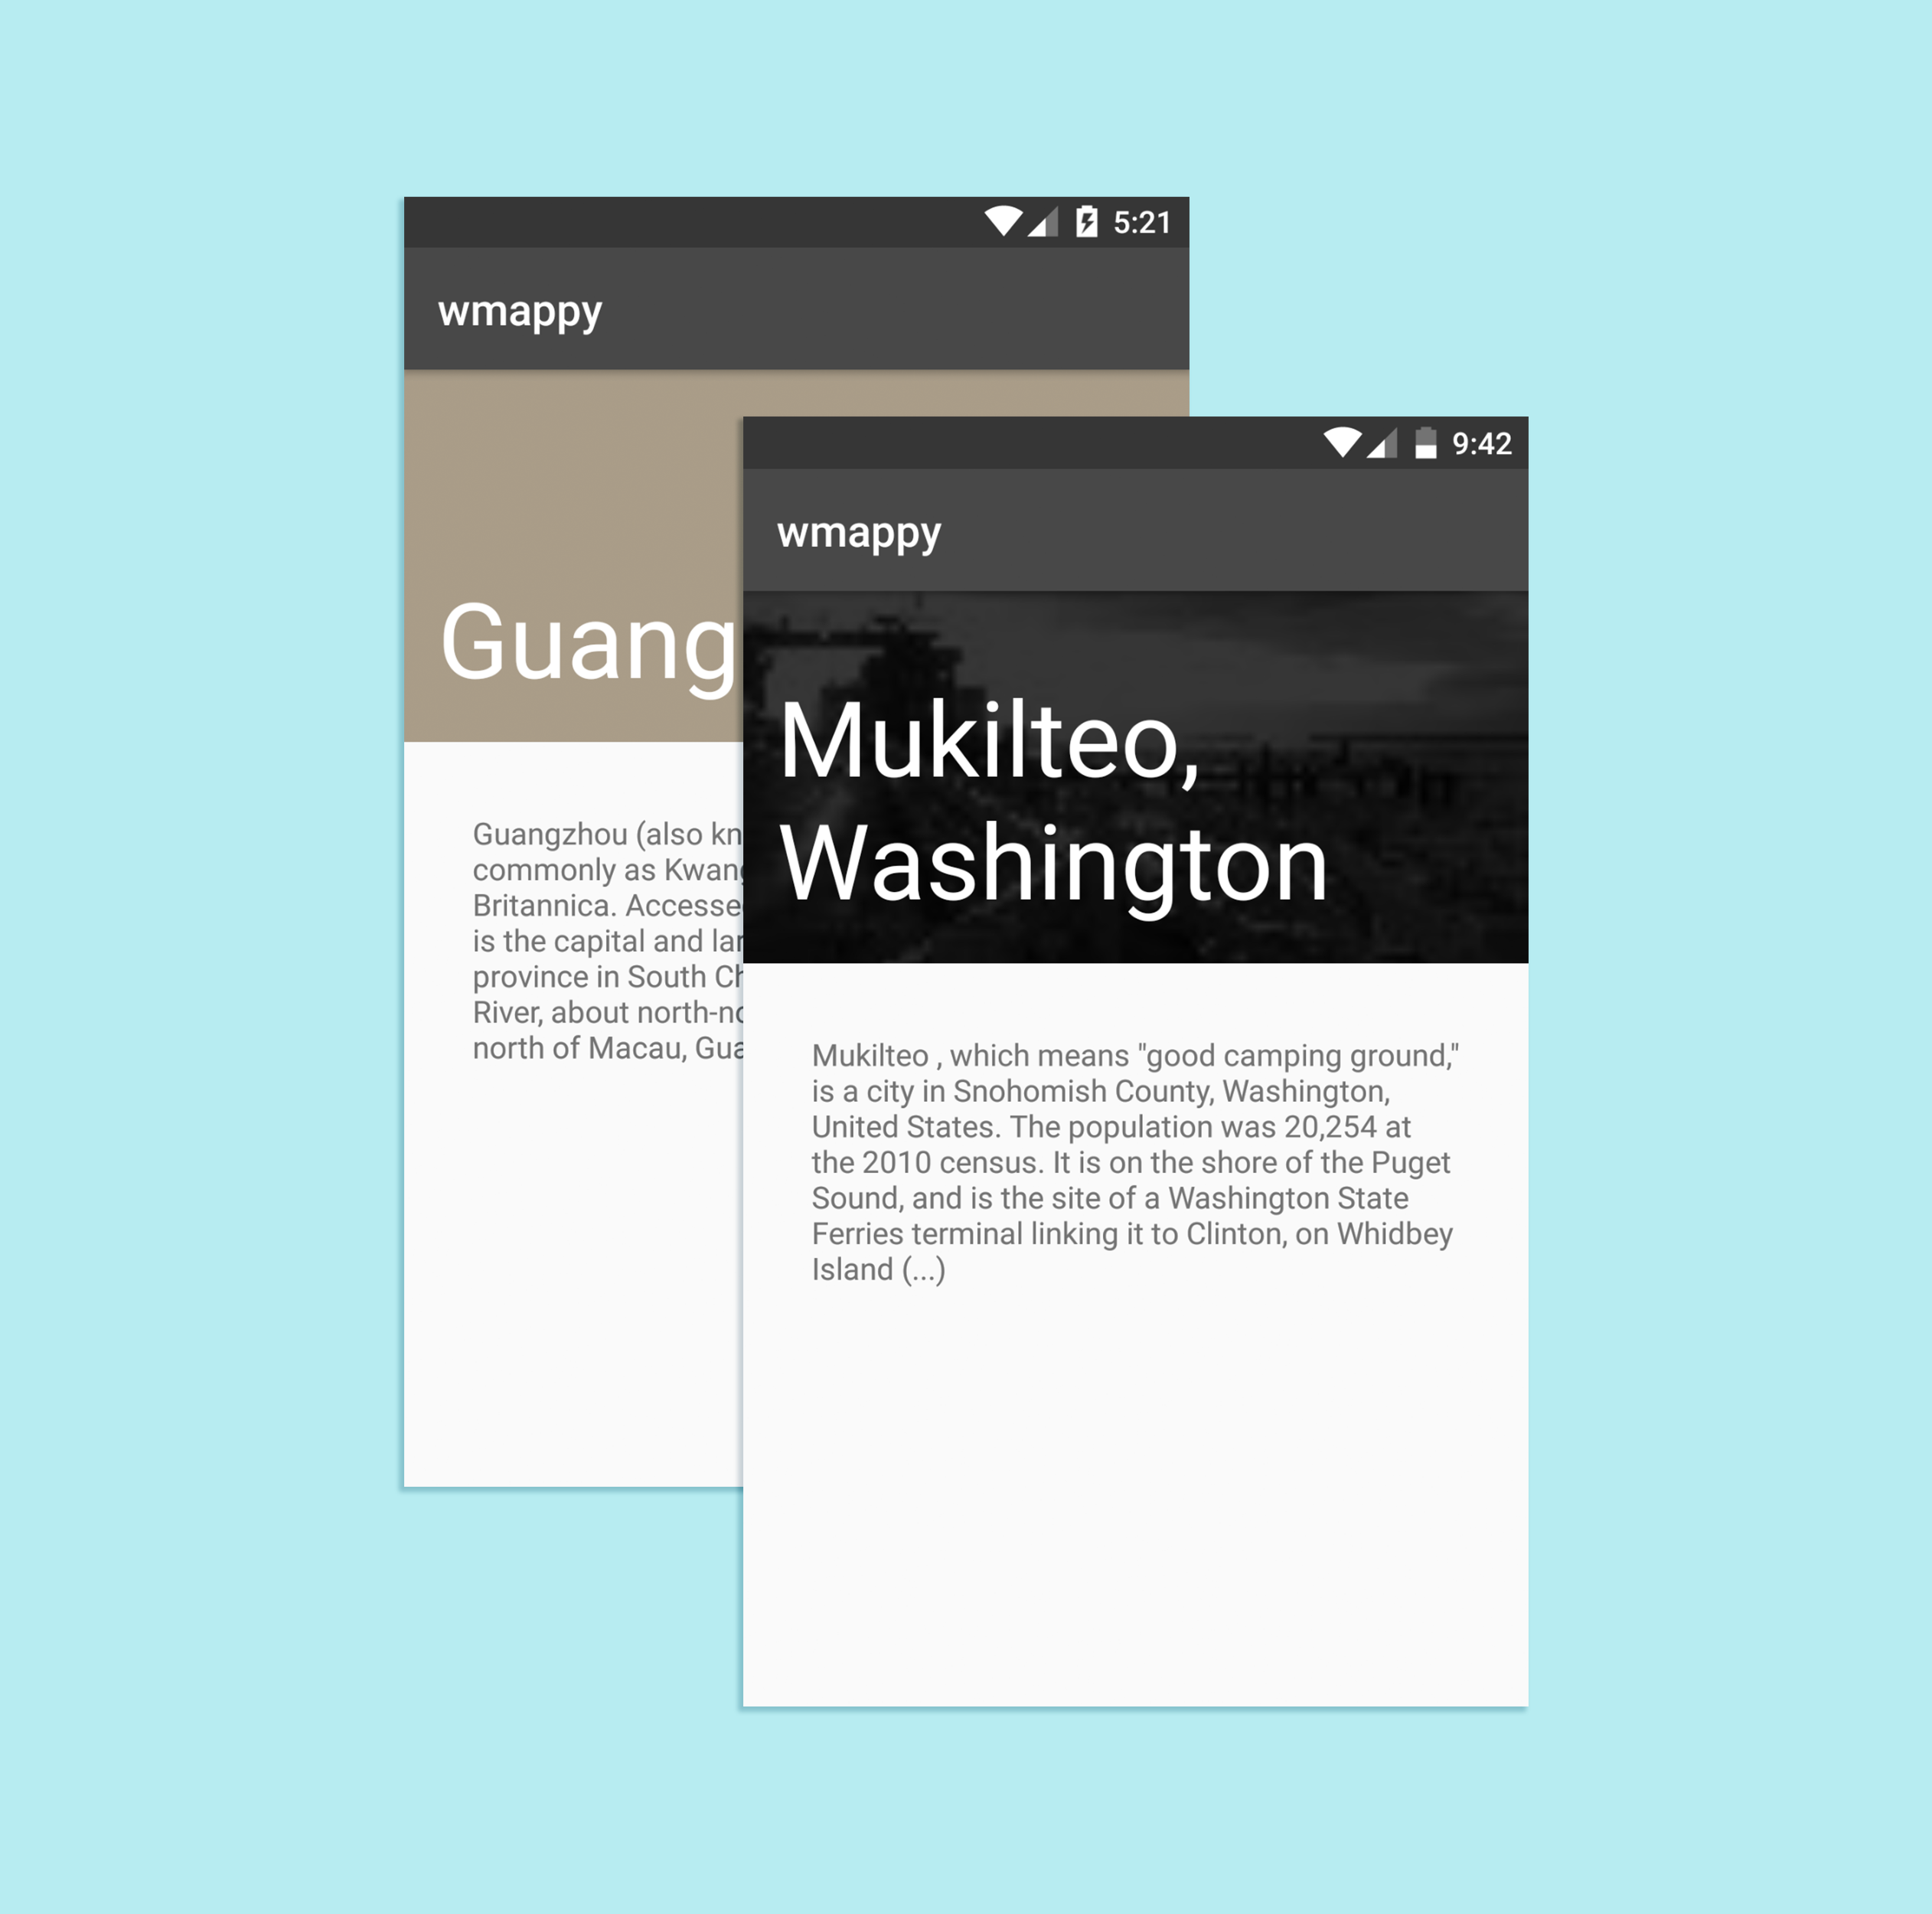 5:21
wmappy
Guang
Guangzhou (also kn
commonly as Kwang
Britannica. Accesse
is the capital and lar
province in South Ch
River, about north-no
north of Macau, Gua
9:42
wmappy
Mukilteo,
Washington
Mukilteo , which means "good camping ground,"
is a city in Snohomish County, Washington,
United States. The population was 20,254 at
the 2010 census. It is on the shore of the Puget
Sound, and is the site of a Washington State
Ferries terminal linking it to Clinton, on Whidbey
Island (...)